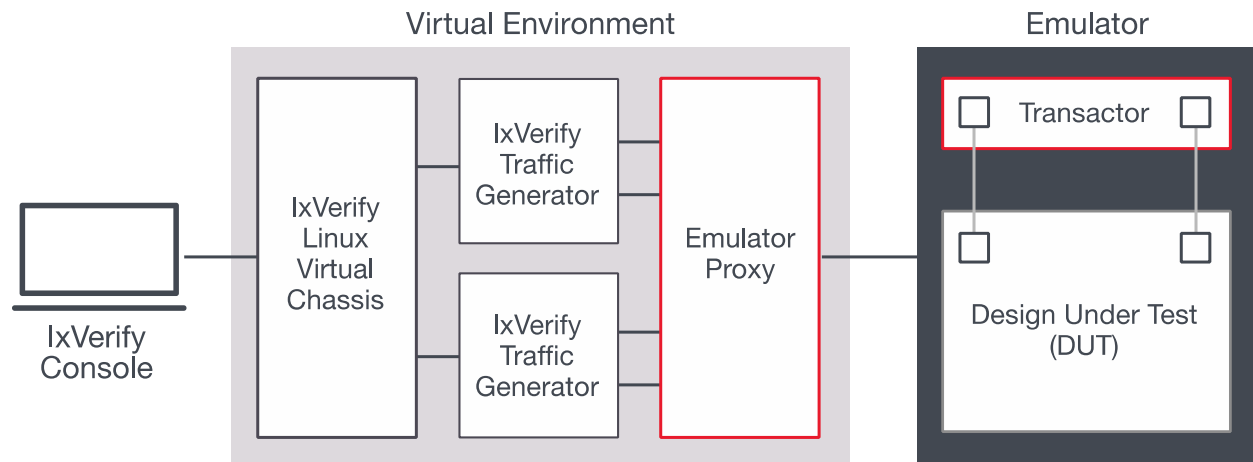 Virtual Environment
Emulator
IxVerify
Console
IxVerify
Linux
Virtual
Chassis
IxVerify
Traffic
Generator
IxVerify
Traffic
Generator
Emulator
Proxy
Transactor
Design Under Test
(DUT)